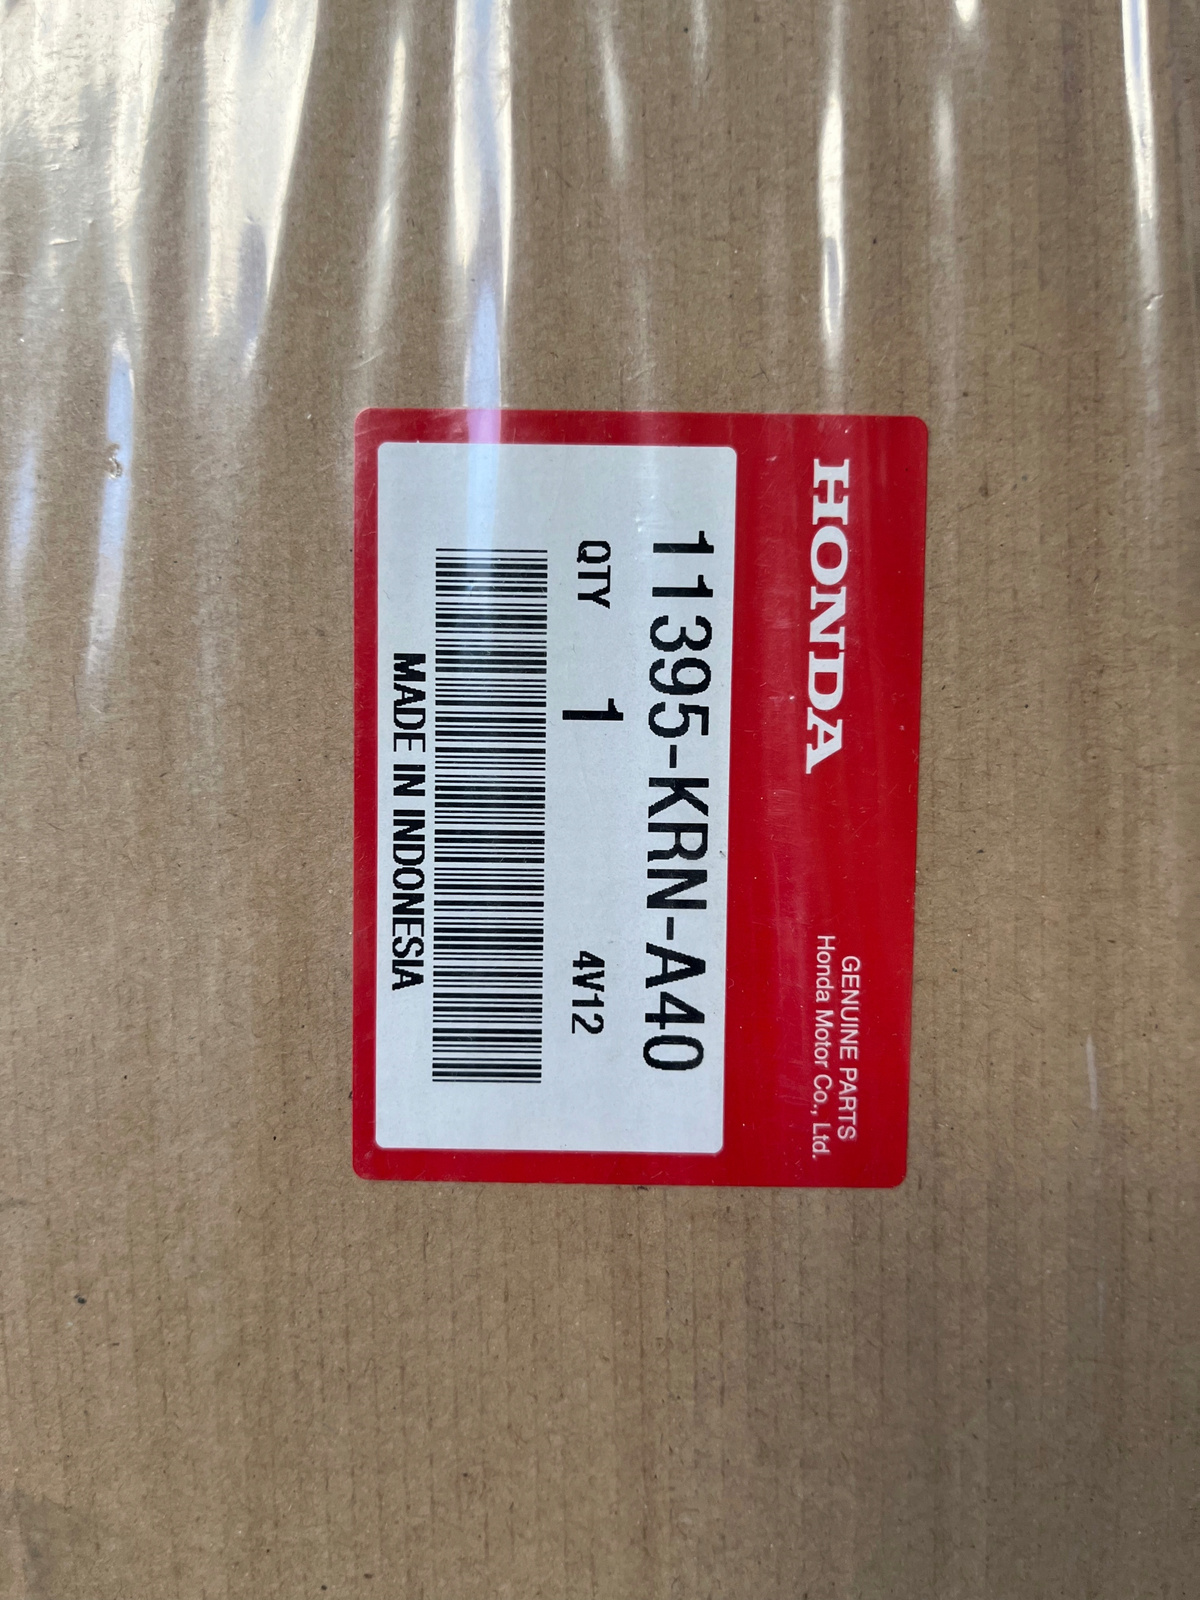 HONDA
GENUINE PARTS
Honda Motor Co., Ltd.
11395-KRN-A40
QTY 1 4V12
MADE IN INDONESIA